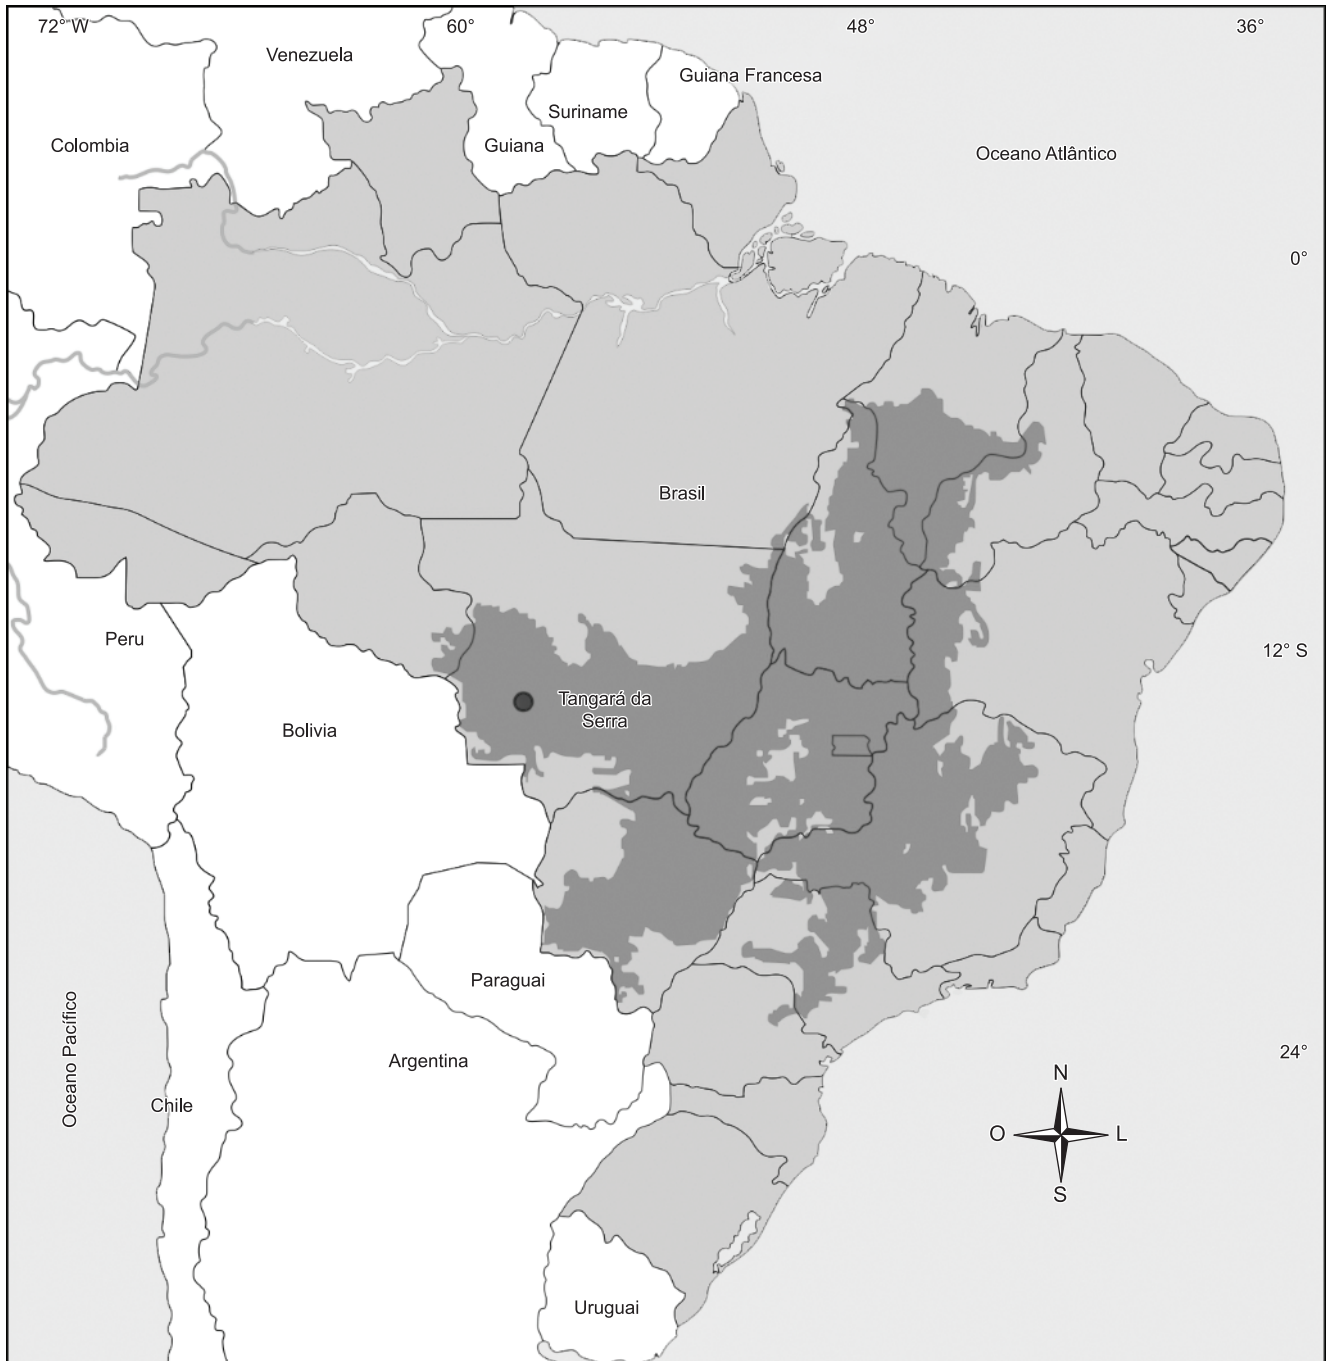 72° W
60°
48°
36°
Venezuela
Guiana Francesa
Suriname
Colombia
Guiana
Oceano Atlântico
0°
Brasil
Peru
12° S
Tangará da
Serra
Bolivia
Paraguai
Oceano Pacífico
Argentina
24°
Chile
N
O
L
S
Uruguai